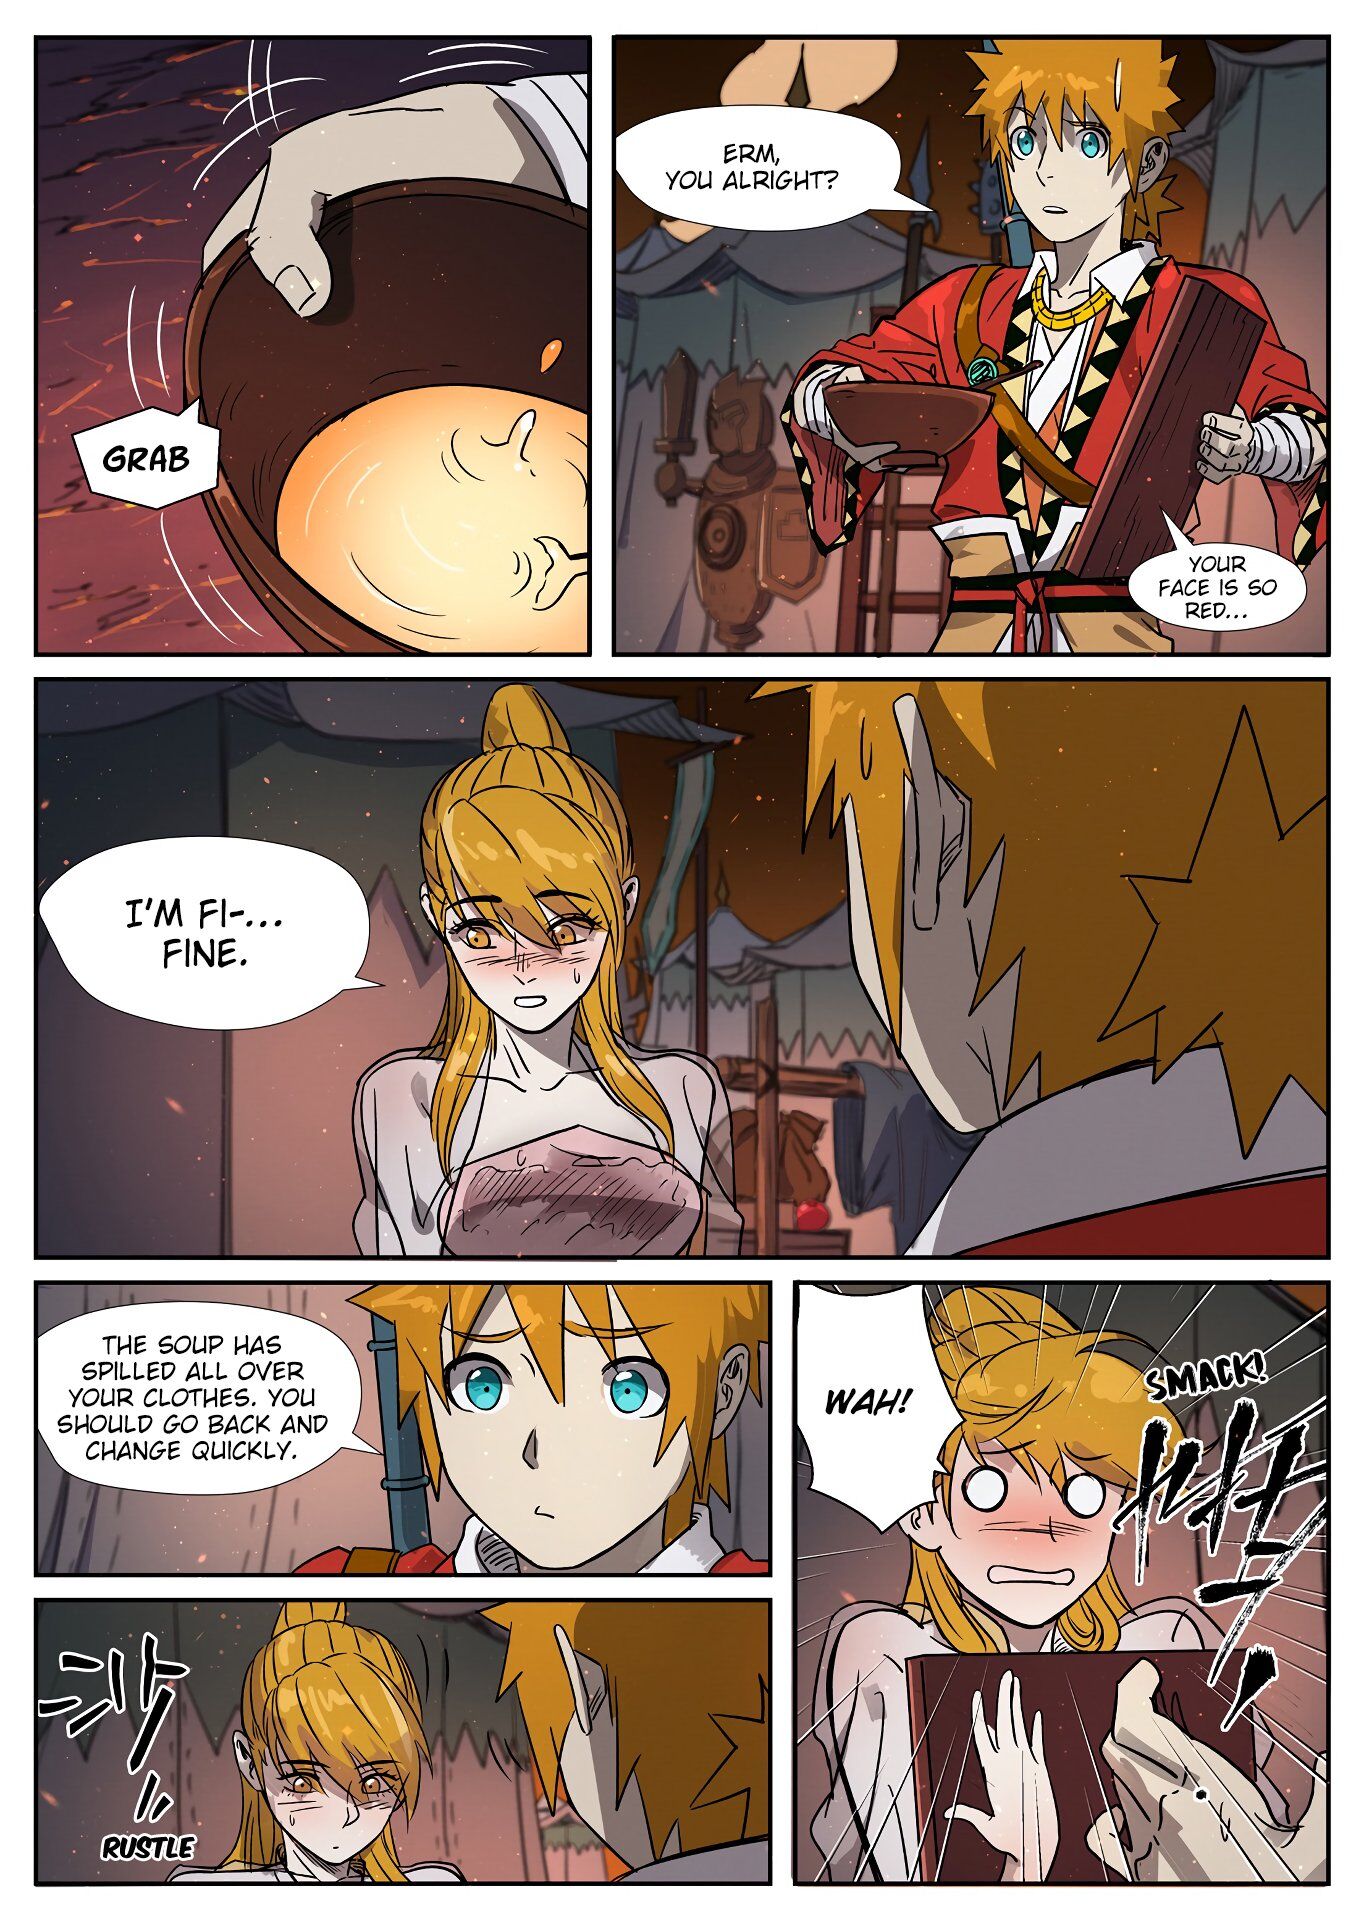 GRAB
ERM,
YOU ALRIGHT?
YOUR
FACE IS SO
RED...
I'M FI-...
FINE.
THE SOUP HAS
SPILLED ALL OVER
YOUR CLOTHES. YOU
SHOULD GO BACK AND
CHANGE QUICKLY.
RUSTLE
WAH!
SMACK!